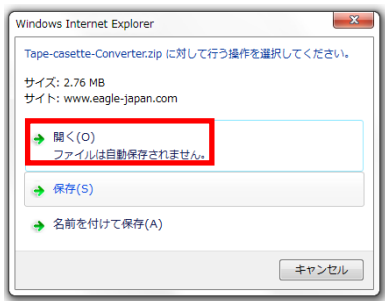 Windows Internet Explorer
Tape-casette-Converter.zip に対して行う操作を選択してください。
サイズ: 2.76 MB
サイト: www.eagle-japan.com
開く(O)
ファイルは自動保存されません。
保存(S)
名前を付けて保存(A)
キャンセル